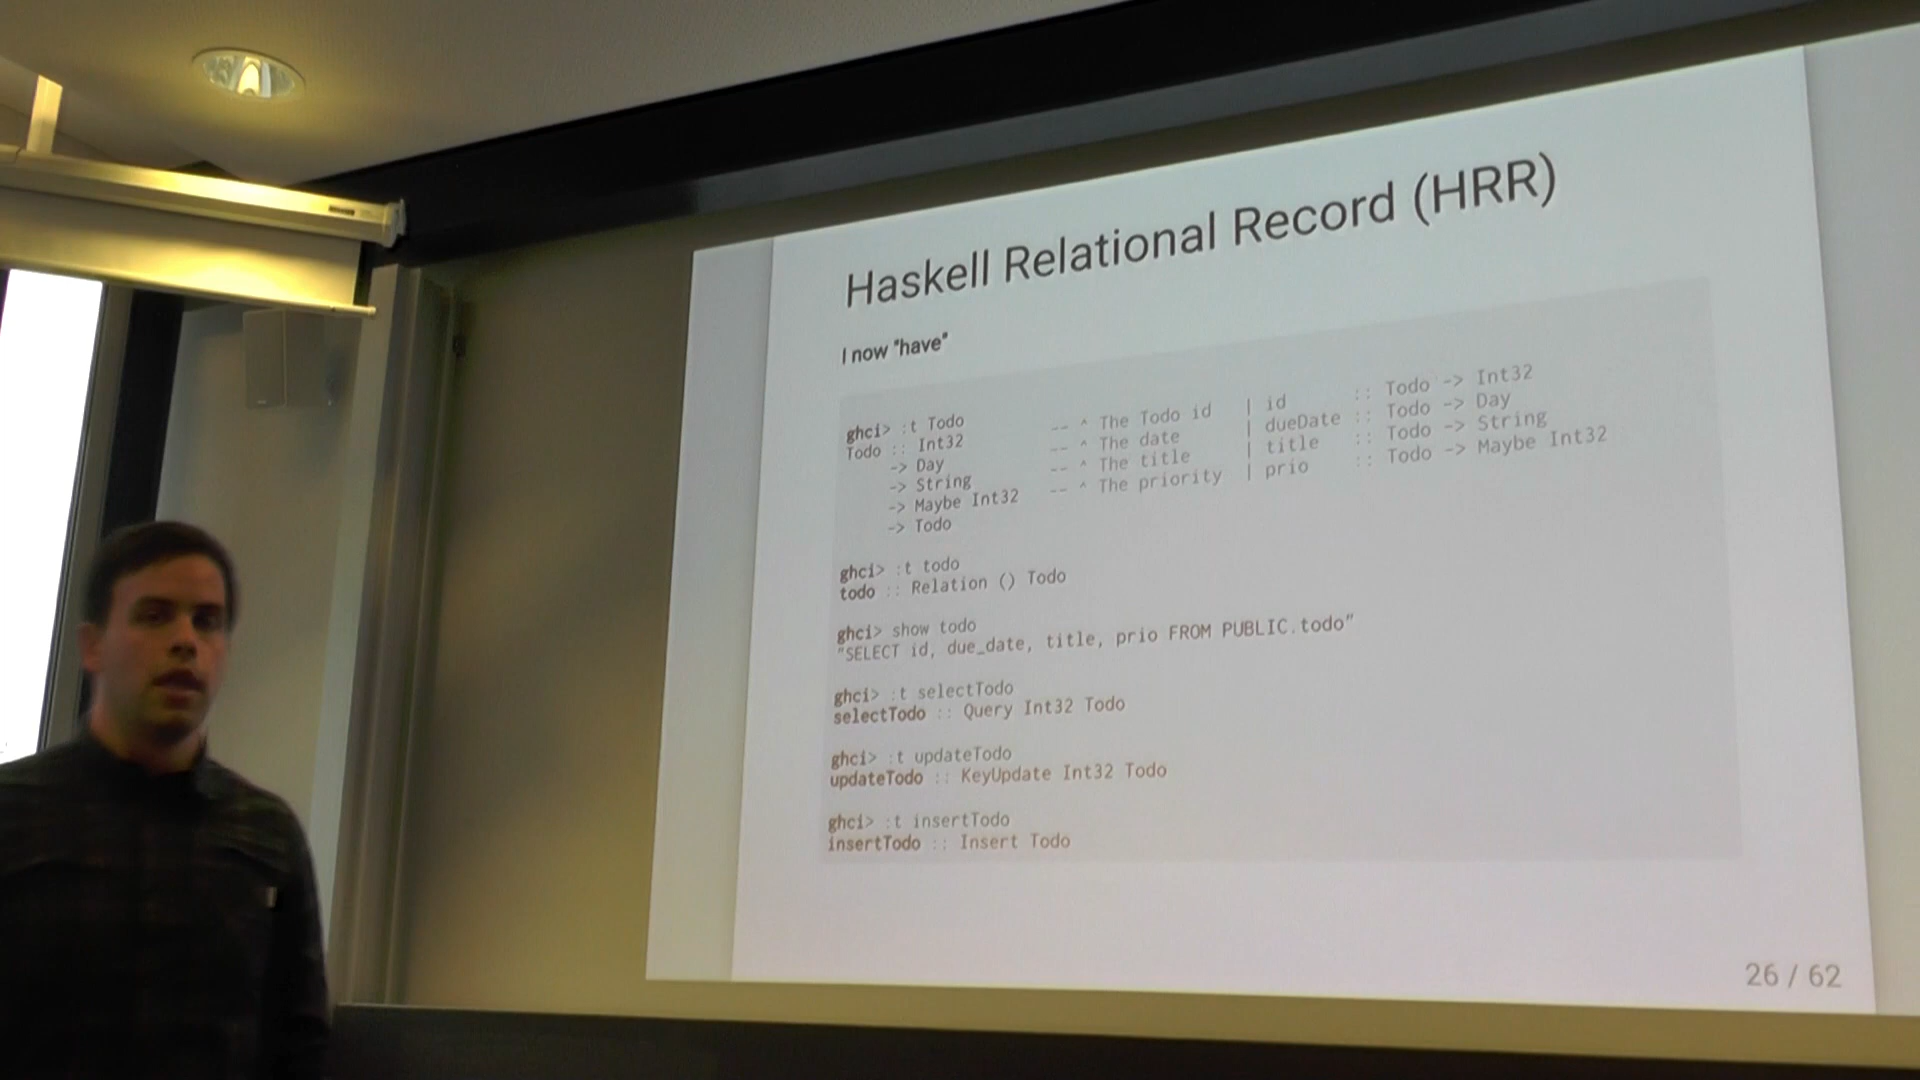 Haskell Relational Record (HRR)
I now "have"
ghci> :t Todo
Todo :: Int32 -- ^ The Todo id | id :: Todo -> Int32
-> Day -- ^ The date | dueDate :: Todo -> Day
-> String -- ^ The title | title :: Todo -> String
-> Maybe Int32 -- ^ The priority | prio :: Todo -> Maybe Int32
-> Todo
ghci> :t todo
todo :: Relation () Todo
ghci> show todo
"SELECT id, due_date, title, prio FROM PUBLIC.todo"
ghci> :t selectTodo
selectTodo :: Query Int32 Todo
ghci> :t updateTodo
updateTodo :: KeyUpdate Int32 Todo
ghci> :t insertTodo
insertTodo :: Insert Todo
26 / 62